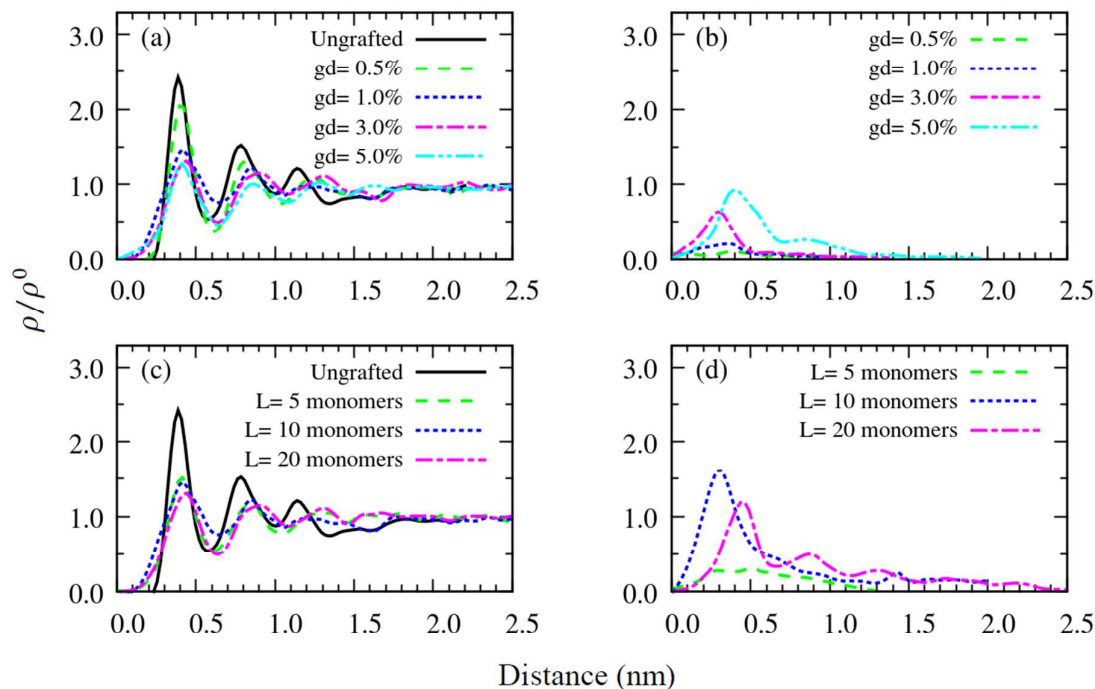 (a)
Ungrafted
gd= 0.5%
gd= 1.0%
gd= 3.0%
gd= 5.0%
3.0
2.0
1.0
0.0
0.0 0.5 1.0 1.5 2.0 2.5
(b)
gd= 0.5%
gd= 1.0%
gd= 3.0%
gd= 5.0%
3.0
2.0
1.0
0.0
0.0 0.5 1.0 1.5 2.0 2.5
ρ/ρ⁰
(c)
Ungrafted
L= 5 monomers
L= 10 monomers
L= 20 monomers
3.0
2.0
1.0
0.0
0.0 0.5 1.0 1.5 2.0 2.5
(d)
L= 5 monomers
L= 10 monomers
L= 20 monomers
3.0
2.0
1.0
0.0
0.0 0.5 1.0 1.5 2.0 2.5
Distance (nm)